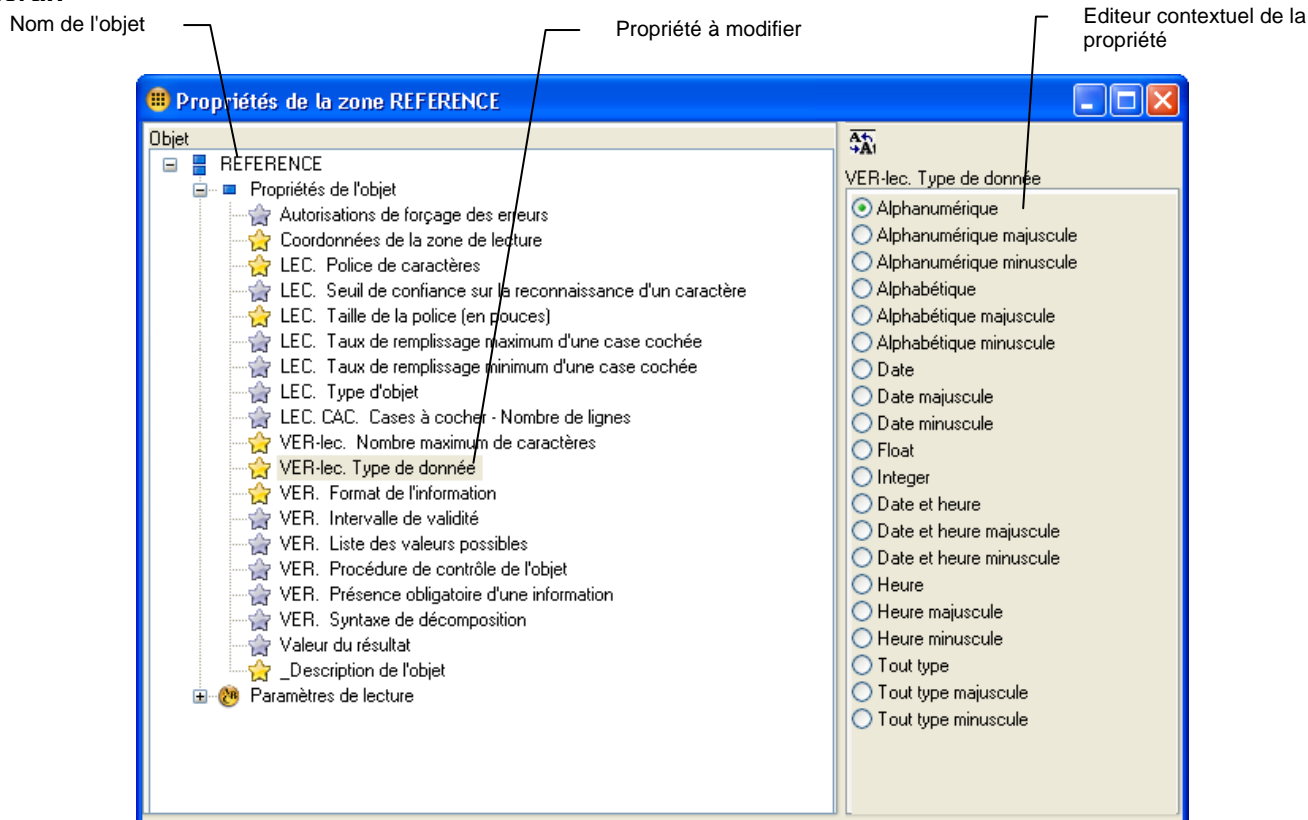 Nom de l'objet
Propriété à modifier
Editeur contextuel de la
propriété
Propriétés de la zone REFERENCE
Objet
REFERENCE
Propriétés de l'objet
Autorisations de forçage des erreurs
Coordonnées de la zone de lecture
LEC. Police de caractères
LEC. Seuil de confiance sur la reconnaissance d'un caractère
LEC. Taille de la police (en pouces)
LEC. Taux de remplissage maximum d'une case cochée
LEC. Taux de remplissage minimum d'une case cochée
LEC. Type d'objet
LEC. CAC. Cases à cocher - Nombre de lignes
VER-lec. Nombre maximum de caractères
VER-lec. Type de donnée
VER. Format de l'information
VER. Intervalle de validité
VER. Liste des valeurs possibles
VER. Procédure de contrôle de l'objet
VER. Présence obligatoire d'une information
VER. Syntaxe de décomposition
Valeur du résultat
_Description de l'objet
Paramètres de lecture
VER-lec. Type de donnée
Alphanumérique
Alphanumérique majuscule
Alphanumérique minuscule
Alphabétique
Alphabétique majuscule
Alphabétique minuscule
Date
Date majuscule
Date minuscule
Float
Integer
Date et heure
Date et heure majuscule
Date et heure minuscule
Heure
Heure majuscule
Heure minuscule
Tout type
Tout type majuscule
Tout type minuscule